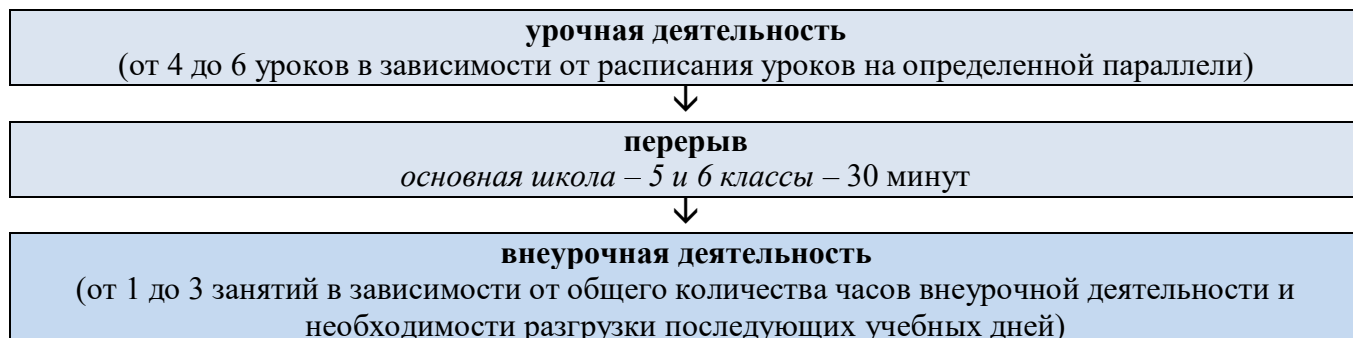 урочная деятельность
(от 4 до 6 уроков в зависимости от расписания уроков на определенной параллели)
перерыв
основная школа – 5 и 6 классы – 30 минут
внеурочная деятельность
(от 1 до 3 занятий в зависимости от общего количества часов внеурочной деятельности и
необходимости разгрузки последующих учебных дней)